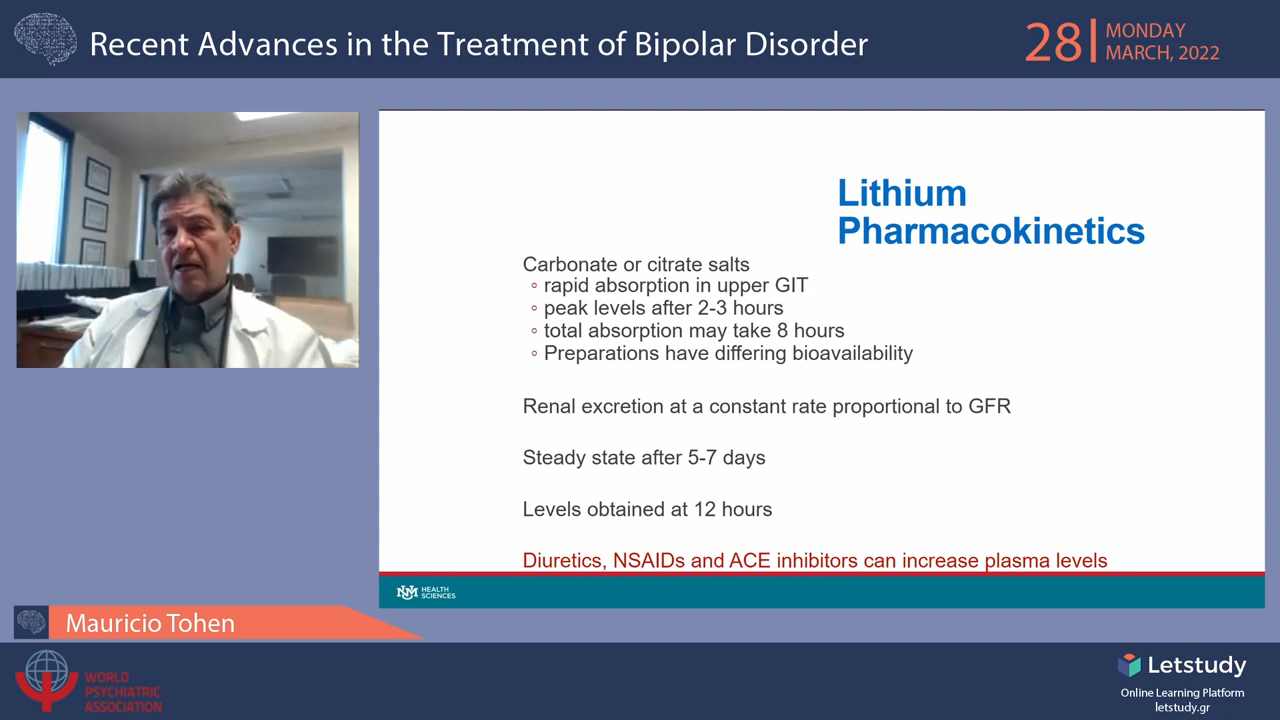 Recent Advances in the Treatment of Bipolar Disorder
28
MONDAY
MARCH, 2022
Lithium
Pharmacokinetics
Carbonate or citrate salts
◦ rapid absorption in upper GIT
◦ peak levels after 2-3 hours
◦ total absorption may take 8 hours
◦ Preparations have differing bioavailability
Renal excretion at a constant rate proportional to GFR
Steady state after 5-7 days
Levels obtained at 12 hours
Diuretics, NSAIDs and ACE inhibitors can increase plasma levels
UNM HEALTH
SCIENCES
Mauricio Tohen
WORLD
PSYCHIATRIC
ASSOCIATION
Letstudy
Online Learning Platform
letstudy.gr